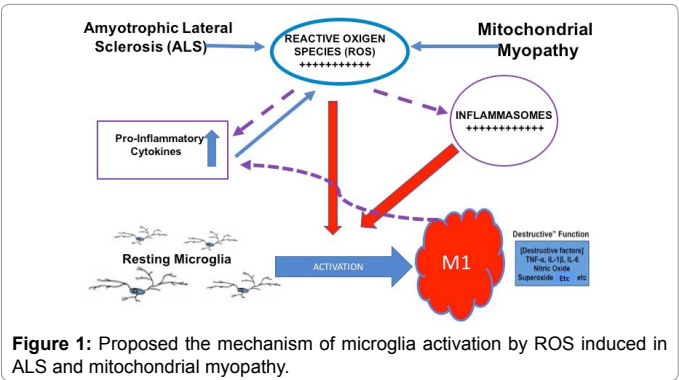 Amyotrophic Lateral
Sclerosis (ALS)
REACTIVE OXIGEN
SPECIES (ROS)
+++++++++++
Mitochondrial
Myopathy
Pro-Inflammatory
Cytokines
INFLAMMASOMES
++++++++++++
Resting Microglia
ACTIVATION
M1
Destructive” Function
[Destructive factors]
TNF-α, IL-1β, IL-6
Nitric Oxide
Superoxide Etc etc
Figure 1: Proposed the mechanism of microglia activation by ROS induced in
ALS and mitochondrial myopathy.